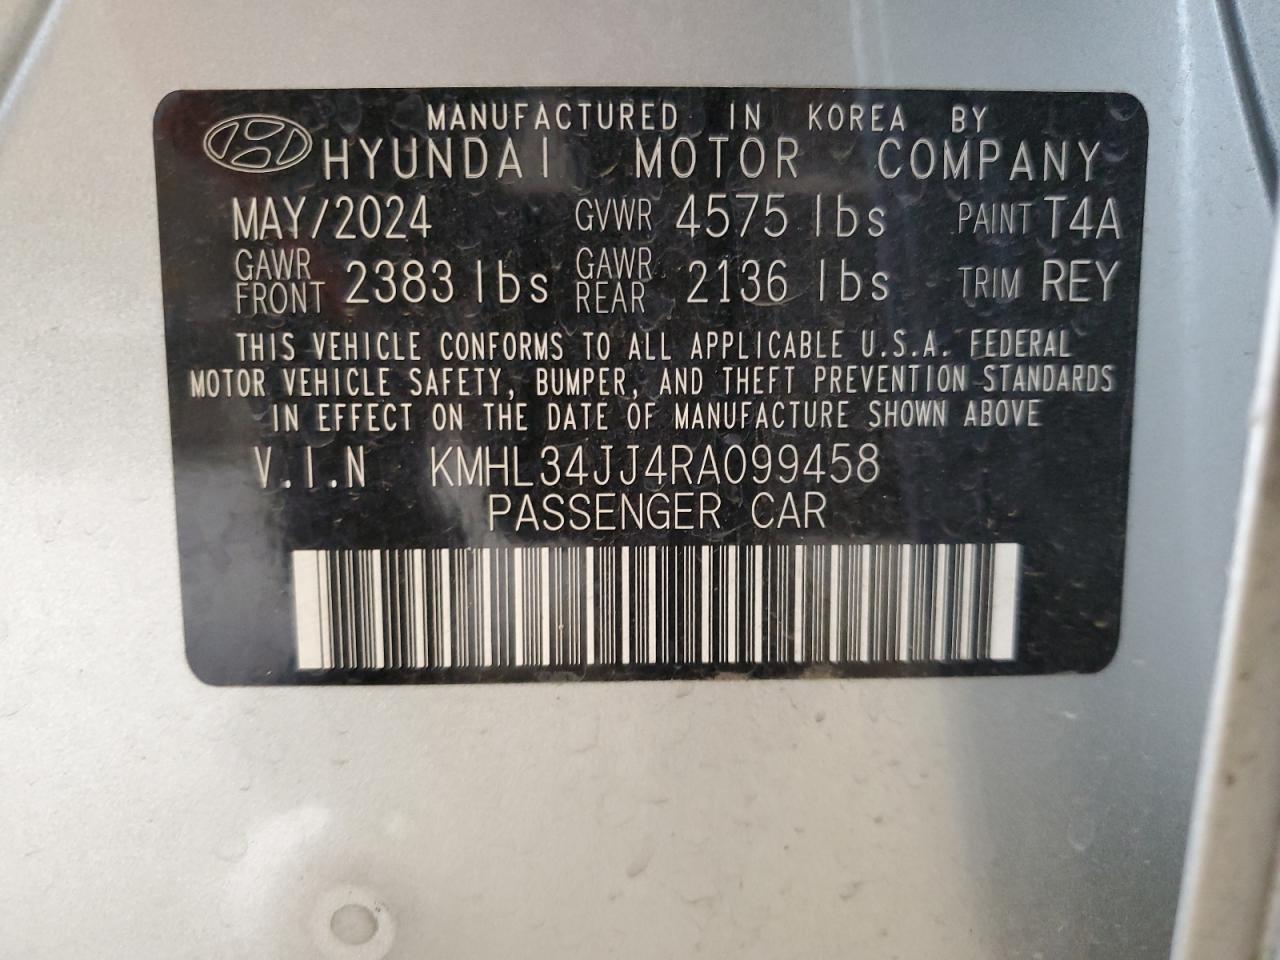 MANUFACTURED IN KOREA BY
HYUNDAI MOTOR COMPANY
MAY/2024 GVWR 4575 lbs PAINT T4A
GAWR FRONT 2383 lbs GAWR REAR 2136 lbs TRIM REY
THIS VEHICLE CONFORMS TO ALL APPLICABLE U.S.A. FEDERAL
MOTOR VEHICLE SAFETY, BUMPER, AND THEFT PREVENTION STANDARDS
IN EFFECT ON THE DATE OF MANUFACTURE SHOWN ABOVE
V.I.N KMHL34JJ4RA099458
PASSENGER CAR